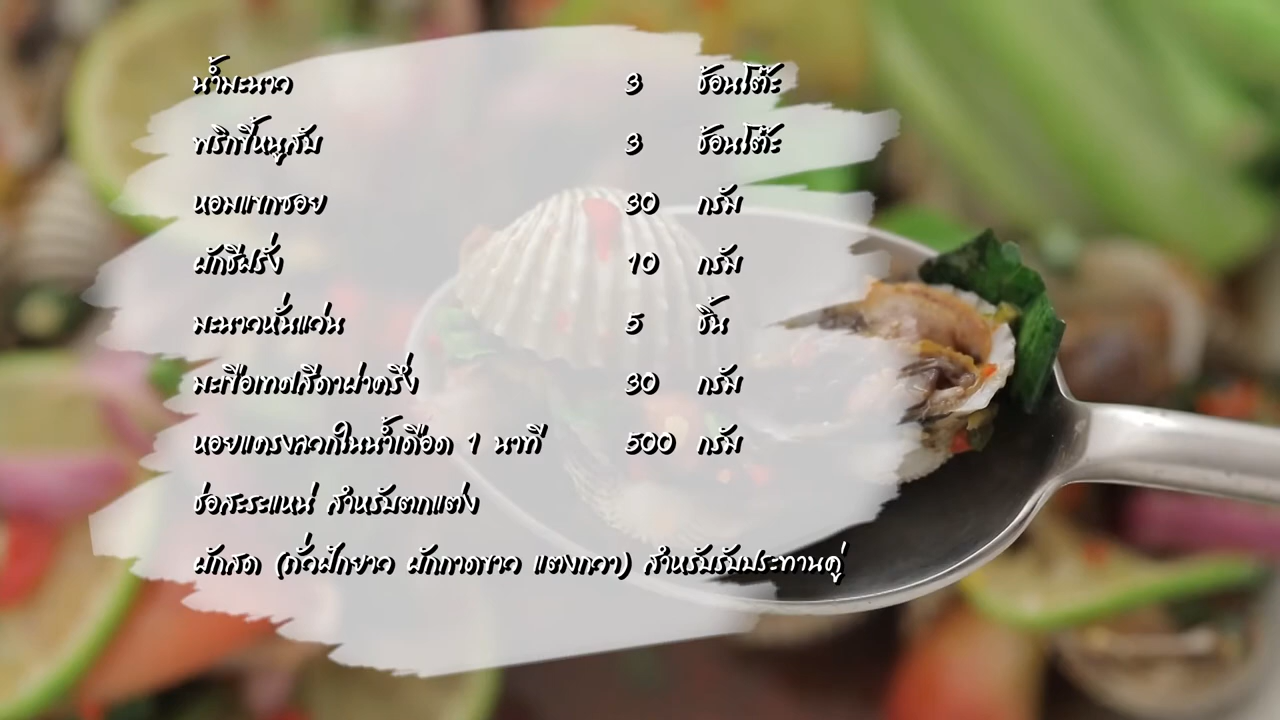 น้ำมะนาว 3 ช้อนโต๊ะ
พริกขี้หนูสับ 3 ช้อนโต๊ะ
หอมแขกซอย 30 กรัม
ผักชีฝรั่ง 10 กรัม
มะนาวหั่นแว่น 5 ชิ้น
มะเขือเทศสีดาผ่าครึ่ง 30 กรัม
หอยแครงลวกในน้ำเดือด 1 นาที 500 กรัม
ช่อสะระแหน่ สำหรับตกแต่ง
ผักสด (ถั่วฝักยาว ผักกาดขาว แตงกวา) สำหรับรับประทานคู่